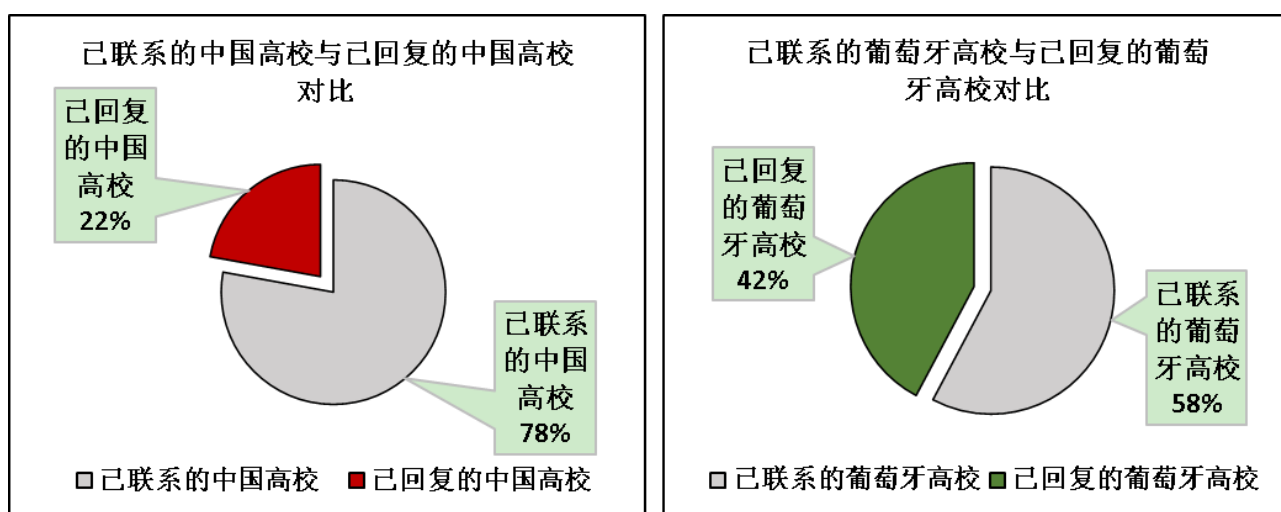 已联系的中国高校与已回复的中国高校
对比
已回复
的中国
高校
22%
已联系
的中国
高校
78%
已联系的中国高校
已回复的中国高校
已联系的葡萄牙高校与已回复的葡萄
牙高校对比
已回复
的葡萄
牙高校
42%
已联系
的葡萄
牙高校
58%
已联系的葡萄牙高校
已回复的葡萄牙高校